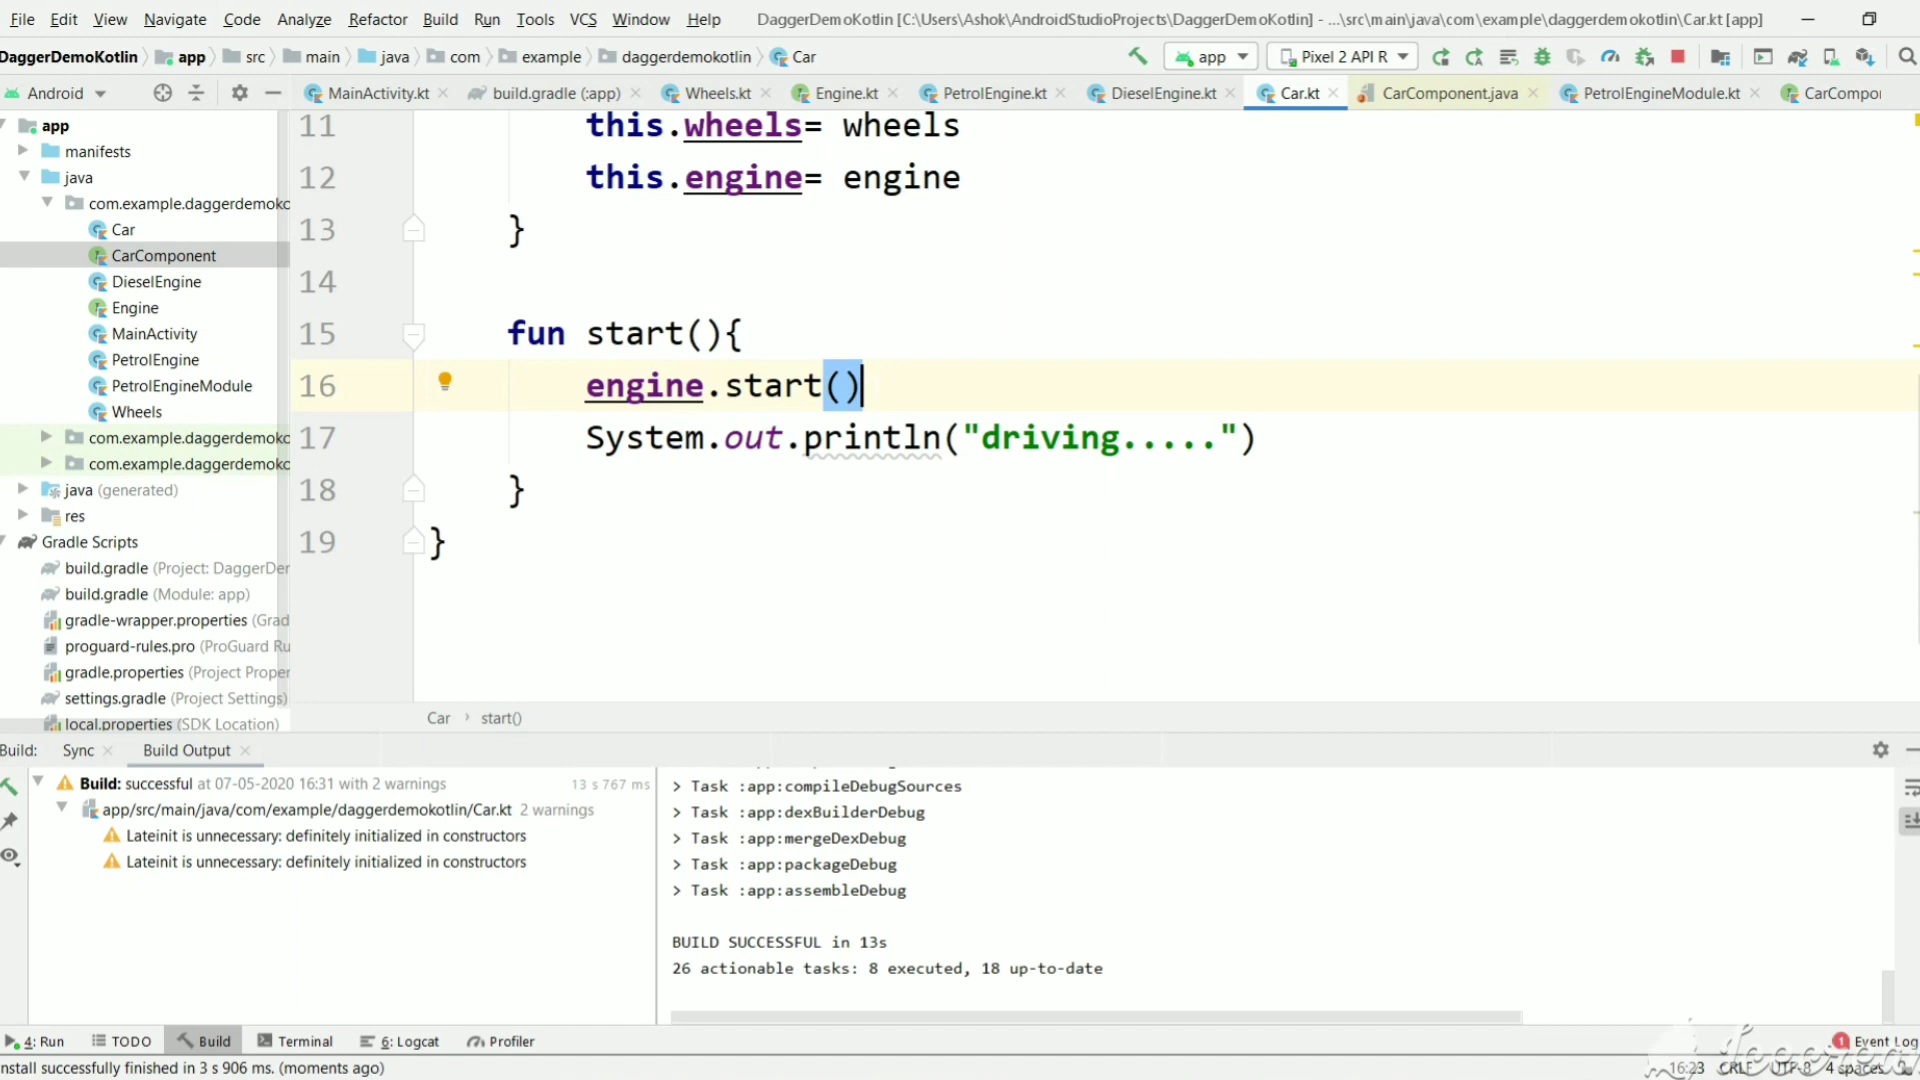 File Edit View Navigate Code Analyze Refactor Build Run Tools VCS Window Help DaggerDemoKotlin [C:\Users\Ashok\AndroidStudioProjects\DaggerDemoKotlin] - ...\src\main\java\com\example\daggerdemokotlin\Car.kt [app]
DaggerDemoKotlin app src main java com example daggerdemokotlin Car app Pixel 2 API R
Android MainActivity.kt build.gradle (:app) Wheels.kt Engine.kt PetrolEngine.kt DieselEngine.kt Car.kt CarComponent.java PetrolEngineModule.kt CarCompo
app
manifests
java
com.example.daggerdemoko
Car
CarComponent
DieselEngine
Engine
MainActivity
PetrolEngine
PetrolEngineModule
Wheels
com.example.daggerdemoko
com.example.daggerdemoko
java (generated)
res
Gradle Scripts
build.gradle (Project: DaggerDer
build.gradle (Module: app)
gradle-wrapper.properties (Grad
proguard-rules.pro (ProGuard Ru
gradle.properties (Project Proper
settings.gradle (Project Settings)
local.properties (SDK Location)
11 this.wheels= wheels
12 this.engine= engine
13 }
14
15 fun start(){
16 engine.start()
17 System.out.println("driving.....")
18 }
19 }
Car › start()
Build: Sync Build Output
Build: successful at 07-05-2020 16:31 with 2 warnings 13 s 767 ms
app/src/main/java/com/example/daggerdemokotlin/Car.kt 2 warnings
Lateinit is unnecessary: definitely initialized in constructors
Lateinit is unnecessary: definitely initialized in constructors
> Task :app:compileDebugSources
> Task :app:dexBuilderDebug
> Task :app:mergeDexDebug
> Task :app:packageDebug
> Task :app:assembleDebug
BUILD SUCCESSFUL in 13s
26 actionable tasks: 8 executed, 18 up-to-date
4: Run TODO Build Terminal 6: Logcat Profiler 1 Event Log
nstall successfully finished in 3 s 906 ms. (moments ago) 16:23 CRLF UTF-8 4 spaces